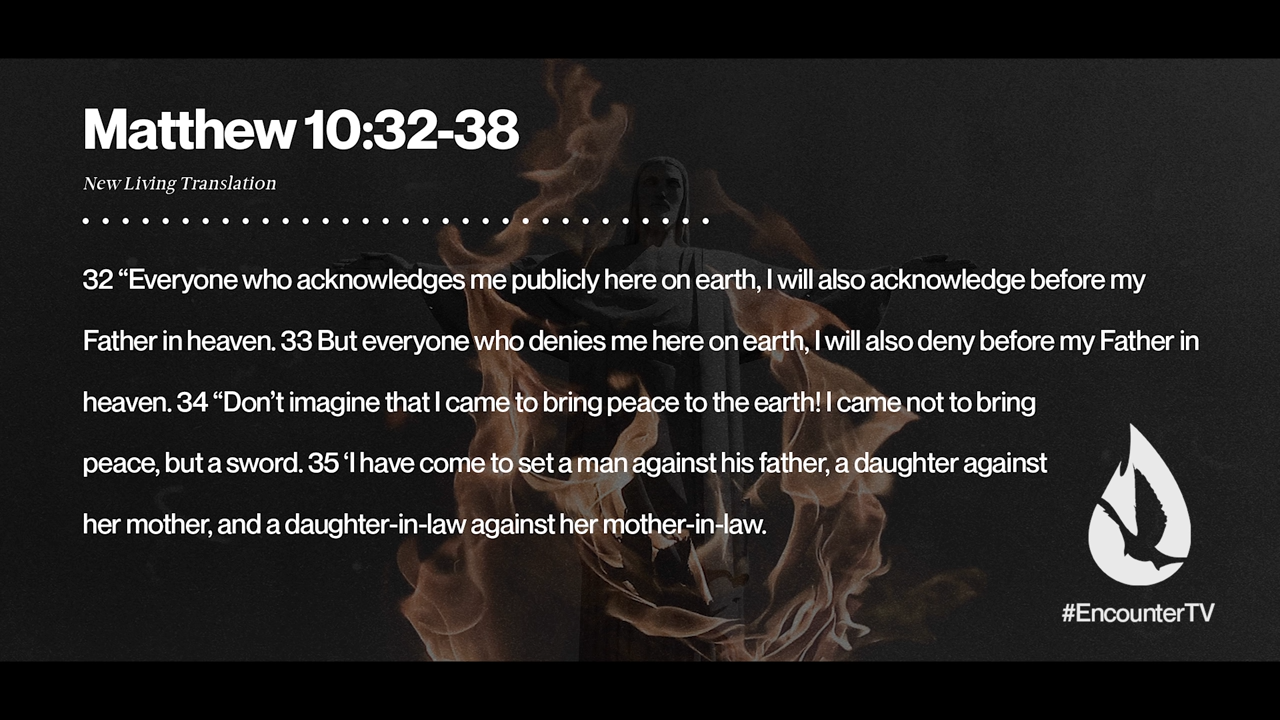 Matthew 10:32-38
New Living Translation
32 “Everyone who acknowledges me publicly here on earth, I will also acknowledge before my
Father in heaven. 33 But everyone who denies me here on earth, I will also deny before my Father in
heaven. 34 “Don’t imagine that I came to bring peace to the earth! I came not to bring
peace, but a sword. 35 ‘I have come to set a man against his father, a daughter against
her mother, and a daughter-in-law against her mother-in-law.
#EncounterTV